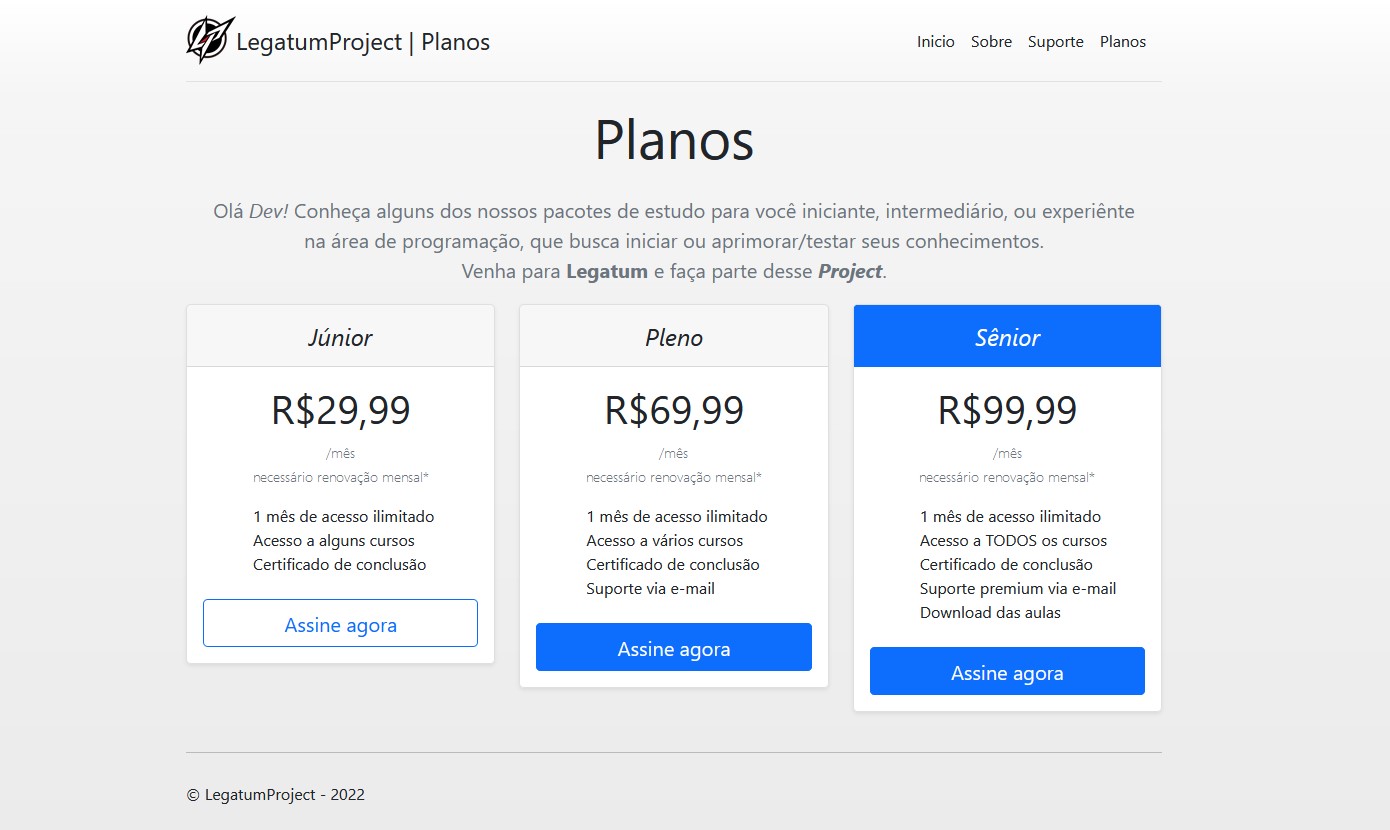 LegatumProject | Planos
Inicio Sobre Suporte Planos
Planos
Olá Dev! Conheça alguns dos nossos pacotes de estudo para você iniciante, intermediário, ou experiênte
na área de programação, que busca iniciar ou aprimorar/testar seus conhecimentos.
Venha para Legatum e faça parte desse Project.
Júnior
R$29,99
/mês
necessário renovação mensal*
1 mês de acesso ilimitado
Acesso a alguns cursos
Certificado de conclusão
Assine agora
Pleno
R$69,99
/mês
necessário renovação mensal*
1 mês de acesso ilimitado
Acesso a vários cursos
Certificado de conclusão
Suporte via e-mail
Assine agora
Sênior
R$99,99
/mês
necessário renovação mensal*
1 mês de acesso ilimitado
Acesso a TODOS os cursos
Certificado de conclusão
Suporte premium via e-mail
Download das aulas
Assine agora
© LegatumProject - 2022